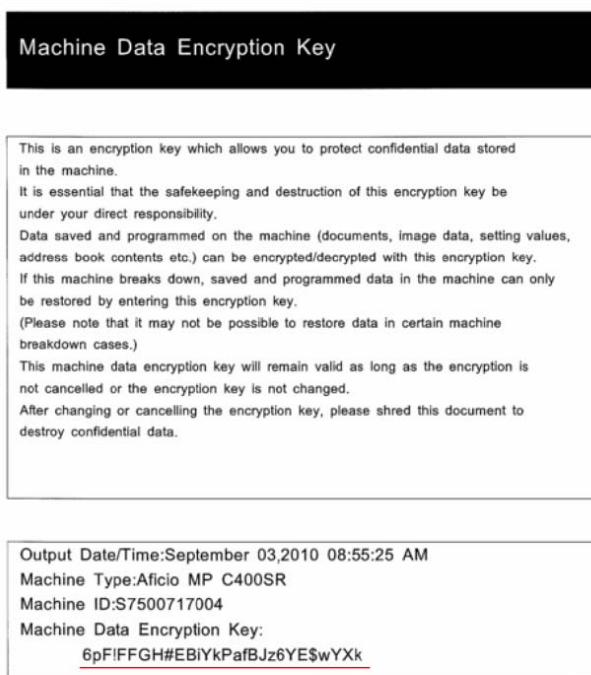 Machine Data Encryption Key
This is an encryption key which allows you to protect confidential data stored
in the machine.
It is essential that the safekeeping and destruction of this encryption key be
under your direct responsibility.
Data saved and programmed on the machine (documents, image data, setting values,
address book contents etc.) can be encrypted/decrypted with this encryption key.
If this machine breaks down, saved and programmed data in the machine can only
be restored by entering this encryption key.
(Please note that it may not be possible to restore data in certain machine
breakdown cases.)
This machine data encryption key will remain valid as long as the encryption is
not cancelled or the encryption key is not changed.
After changing or cancelling the encryption key, please shred this document to
destroy confidential data.
Output Date/Time:September 03,2010 08:55:25 AM
Machine Type:Aficio MP C400SR
Machine ID:S7500717004
Machine Data Encryption Key:
6pF!FFGH#EBiYkPafBJz6YE$wYXk